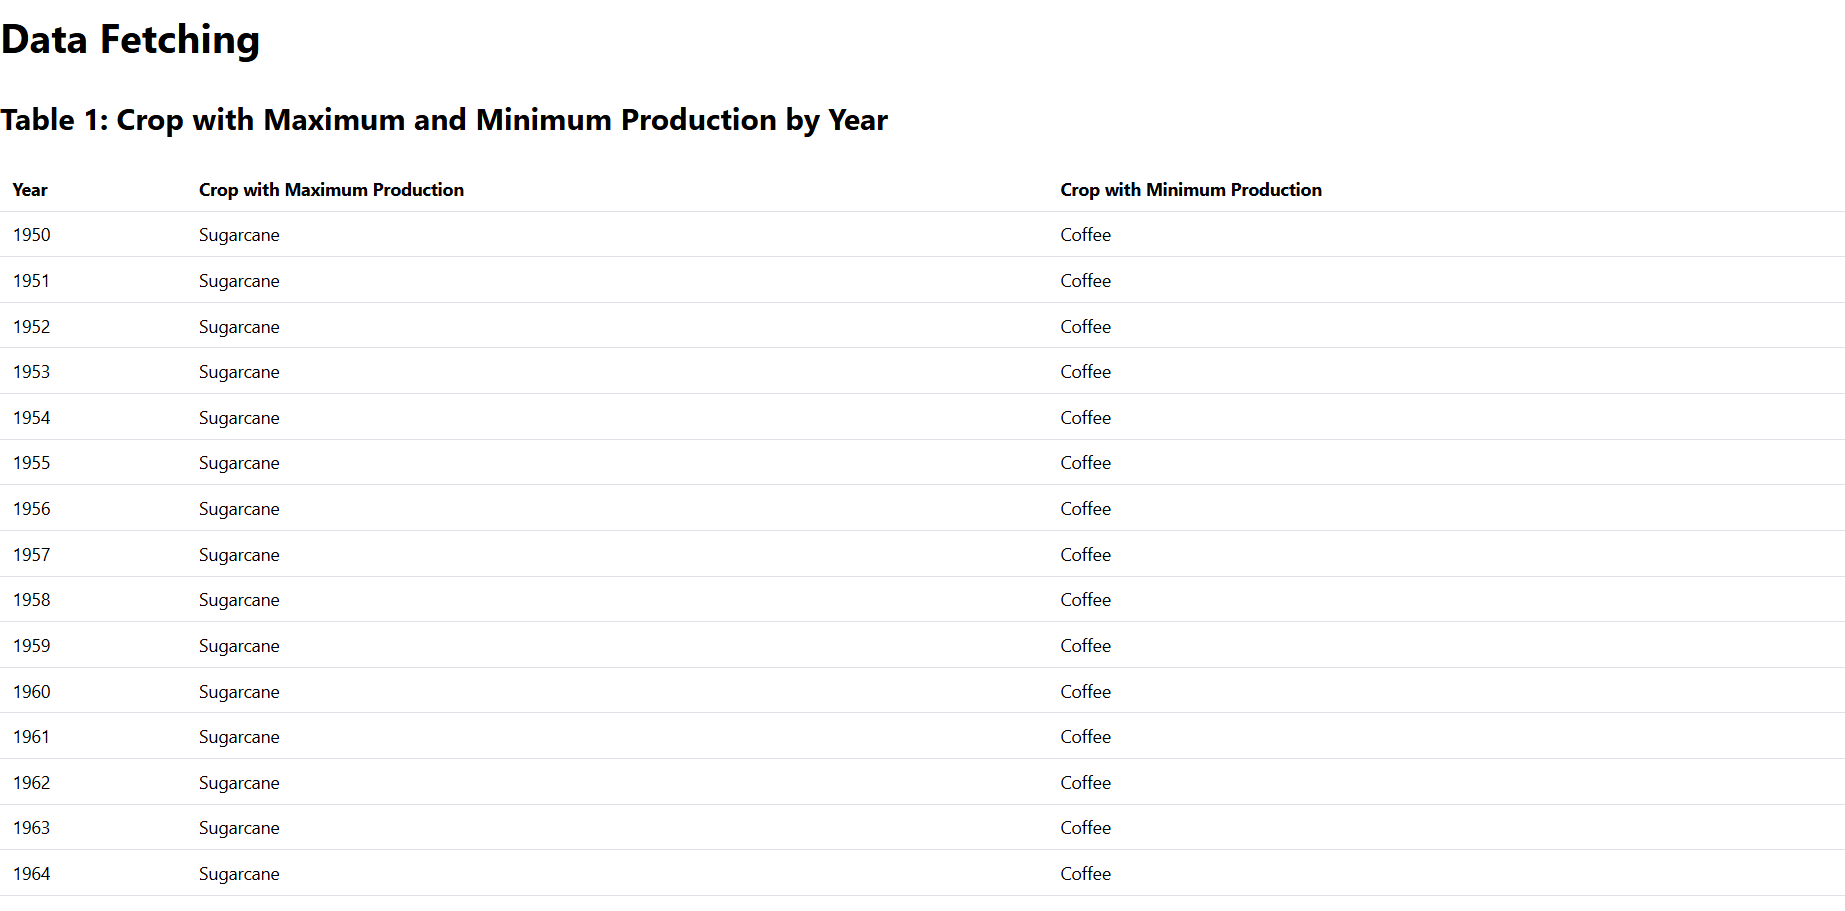 Data Fetching
Table 1: Crop with Maximum and Minimum Production by Year
Year Crop with Maximum Production Crop with Minimum Production
1950 Sugarcane Coffee
1951 Sugarcane Coffee
1952 Sugarcane Coffee
1953 Sugarcane Coffee
1954 Sugarcane Coffee
1955 Sugarcane Coffee
1956 Sugarcane Coffee
1957 Sugarcane Coffee
1958 Sugarcane Coffee
1959 Sugarcane Coffee
1960 Sugarcane Coffee
1961 Sugarcane Coffee
1962 Sugarcane Coffee
1963 Sugarcane Coffee
1964 Sugarcane Coffee